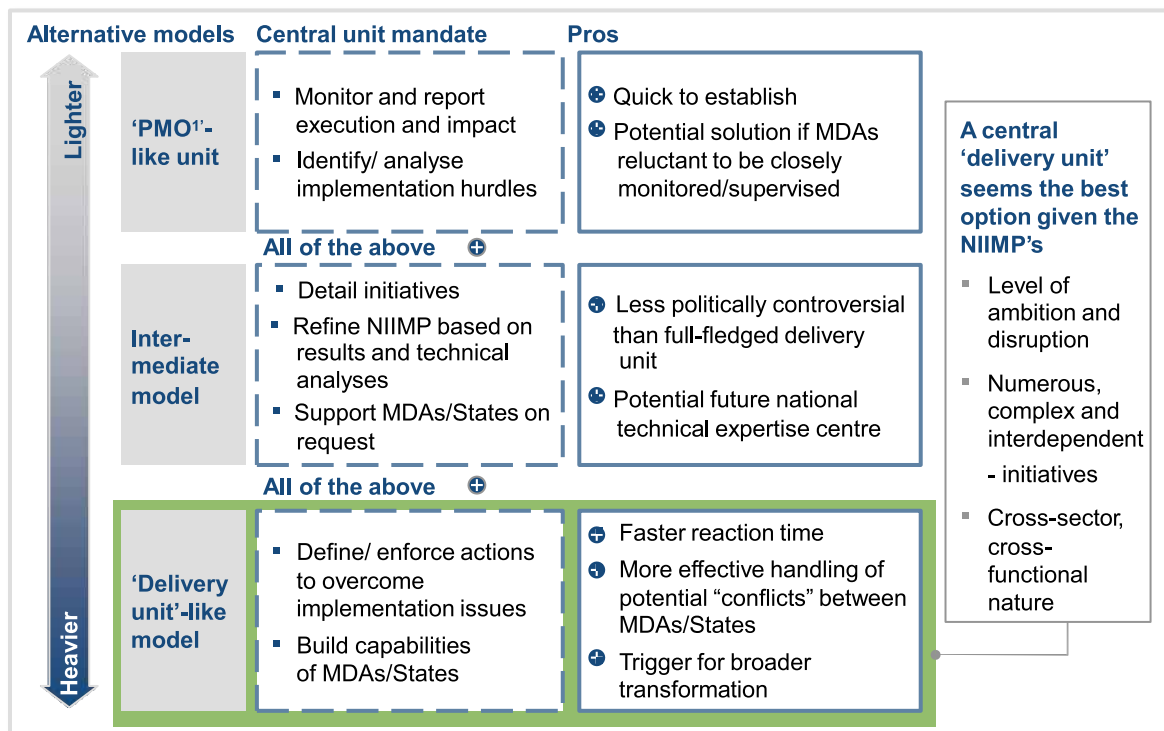 Alternative models
Central unit mandate
Pros
Lighter
Heavier
‘PMO¹’-
like unit
▪ Monitor and report
execution and impact
▪ Identify/ analyse
implementation hurdles
Quick to establish
Potential solution if MDAs
reluctant to be closely
monitored/supervised
All of the above +
Inter-
mediate
model
▪ Detail initiatives
▪ Refine NIIMP based on
results and technical
analyses
▪ Support MDAs/States on
request
Less politically controversial
than full-fledged delivery
unit
Potential future national
technical expertise centre
All of the above +
‘Delivery
unit’-like
model
▪ Define/ enforce actions
to overcome
implementation issues
▪ Build capabilities
of MDAs/States
Faster reaction time
More effective handling of
potential “conflicts” between
MDAs/States
Trigger for broader
transformation
A central
‘delivery unit’
seems the best
option given the
NIIMP’s
▪ Level of
ambition and
disruption
▪ Numerous,
complex and
interdependent
- initiatives
▪ Cross-sector,
cross-
functional
nature